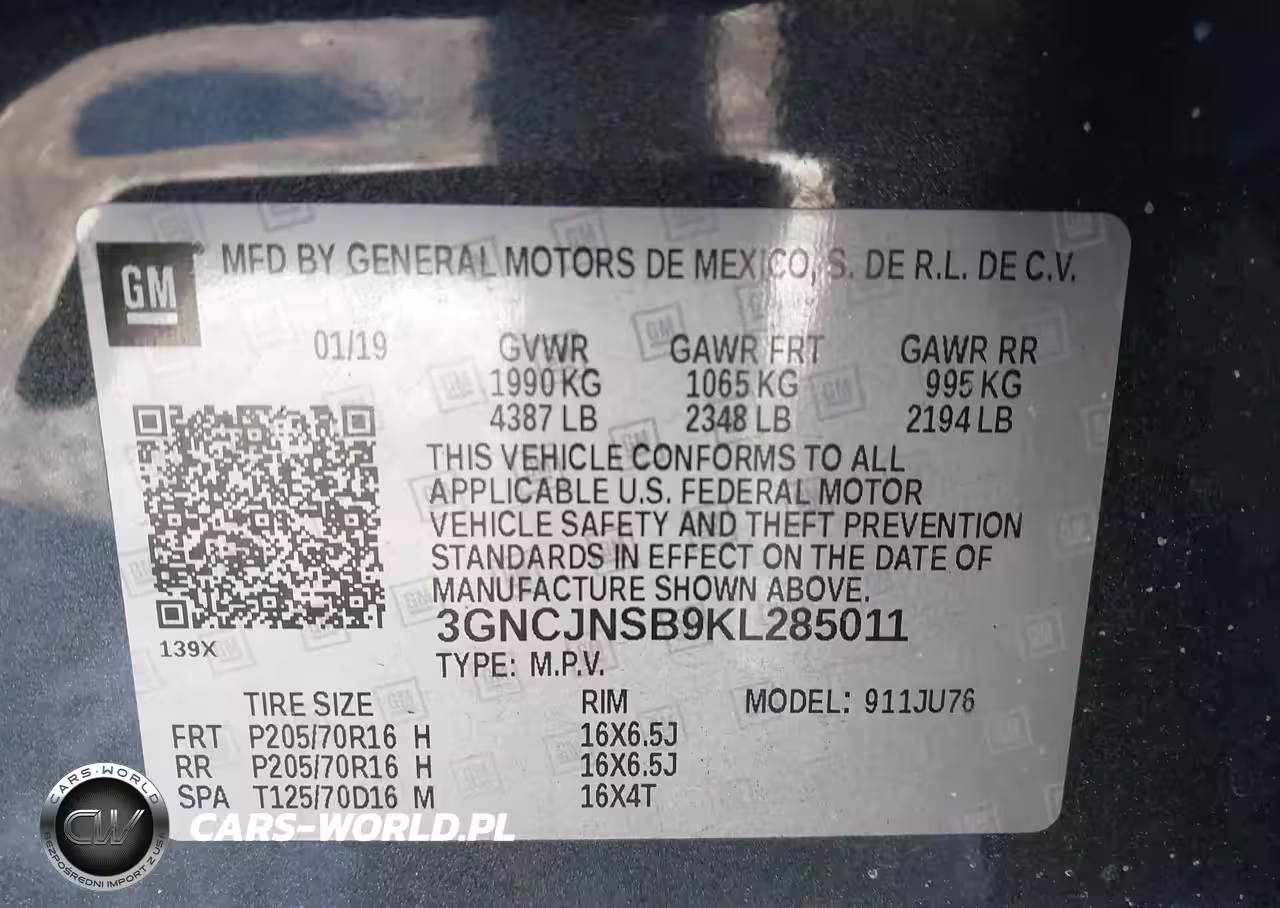 GM® MFD BY GENERAL MOTORS DE MEXICO, S. DE R.L. DE C.V.
01/19 GVWR GAWR FRT GAWR RR
1990 KG 1065 KG 995 KG
4387 LB 2348 LB 2194 LB
THIS VEHICLE CONFORMS TO ALL
APPLICABLE U.S. FEDERAL MOTOR
VEHICLE SAFETY AND THEFT PREVENTION
STANDARDS IN EFFECT ON THE DATE OF
MANUFACTURE SHOWN ABOVE.
3GNCJNSB9KL285011
139X
TYPE: M.P.V.
TIRE SIZE RIM MODEL: 911JU76
FRT P205/70R16 H 16X6.5J
RR P205/70R16 H 16X6.5J
SPA T125/70D16 M 16X4T
CARS-WORLD
CW
BEZPOŚREDNI IMPORT Z USA
CARS-WORLD.PL